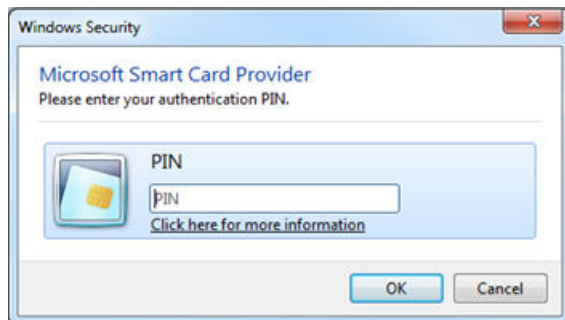 Windows Security
Microsoft Smart Card Provider
Please enter your authentication PIN.
PIN
PIN
Click here for more information
OK
Cancel